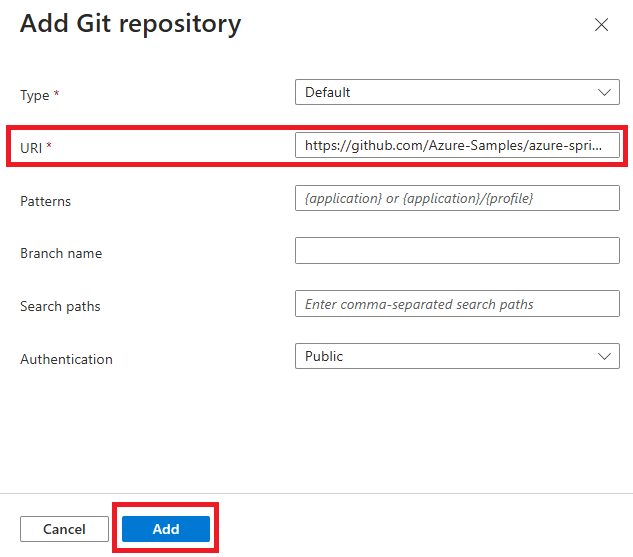 Add Git repository
Type * Default
URI * https://github.com/Azure-Samples/azure-spri...
Patterns {application} or {application}/{profile}
Branch name
Search paths Enter comma-separated search paths
Authentication Public
Cancel Add